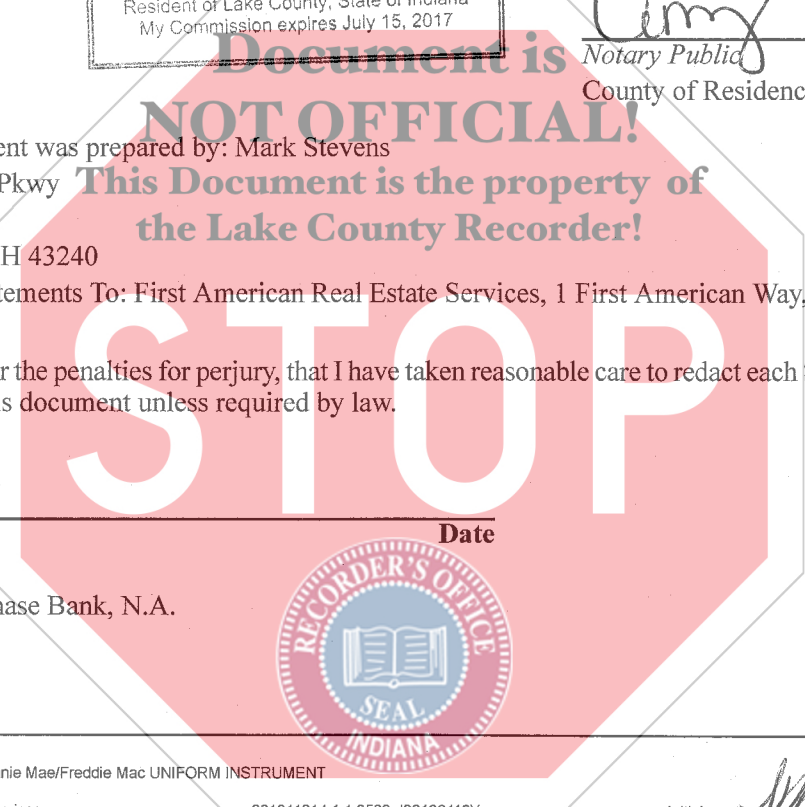 Resident of Lake County, State of Indiana
My Commission expires July 15, 2017
Document is
Notary Public
County of Residenc
NOT OFFICIAL!
ent was prepared by: Mark Stevens
Pkwy
This Document is the property of
the Lake County Recorder!
H 43240
tements To: First American Real Estate Services, 1 First American Way,
STOP
r the penalties for perjury, that I have taken reasonable care to redact each
s document unless required by law.
Date
RECORDER'S OFFICE
SEAL
INDIANA
hase Bank, N.A.
nie Mae/Freddie Mac UNIFORM INSTRUMENT